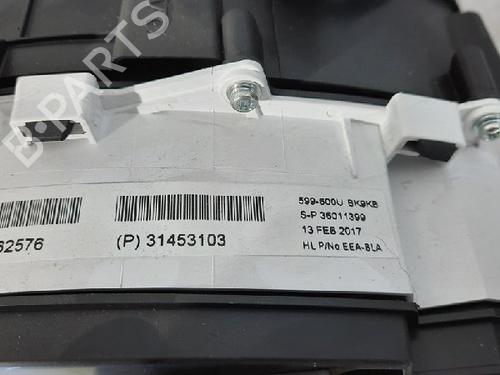 B-PARTS
62576
(P) 31453103
599-600U BK9KB
S-P 36011399
13 FEB 2017
HL P/No EEA-BLA